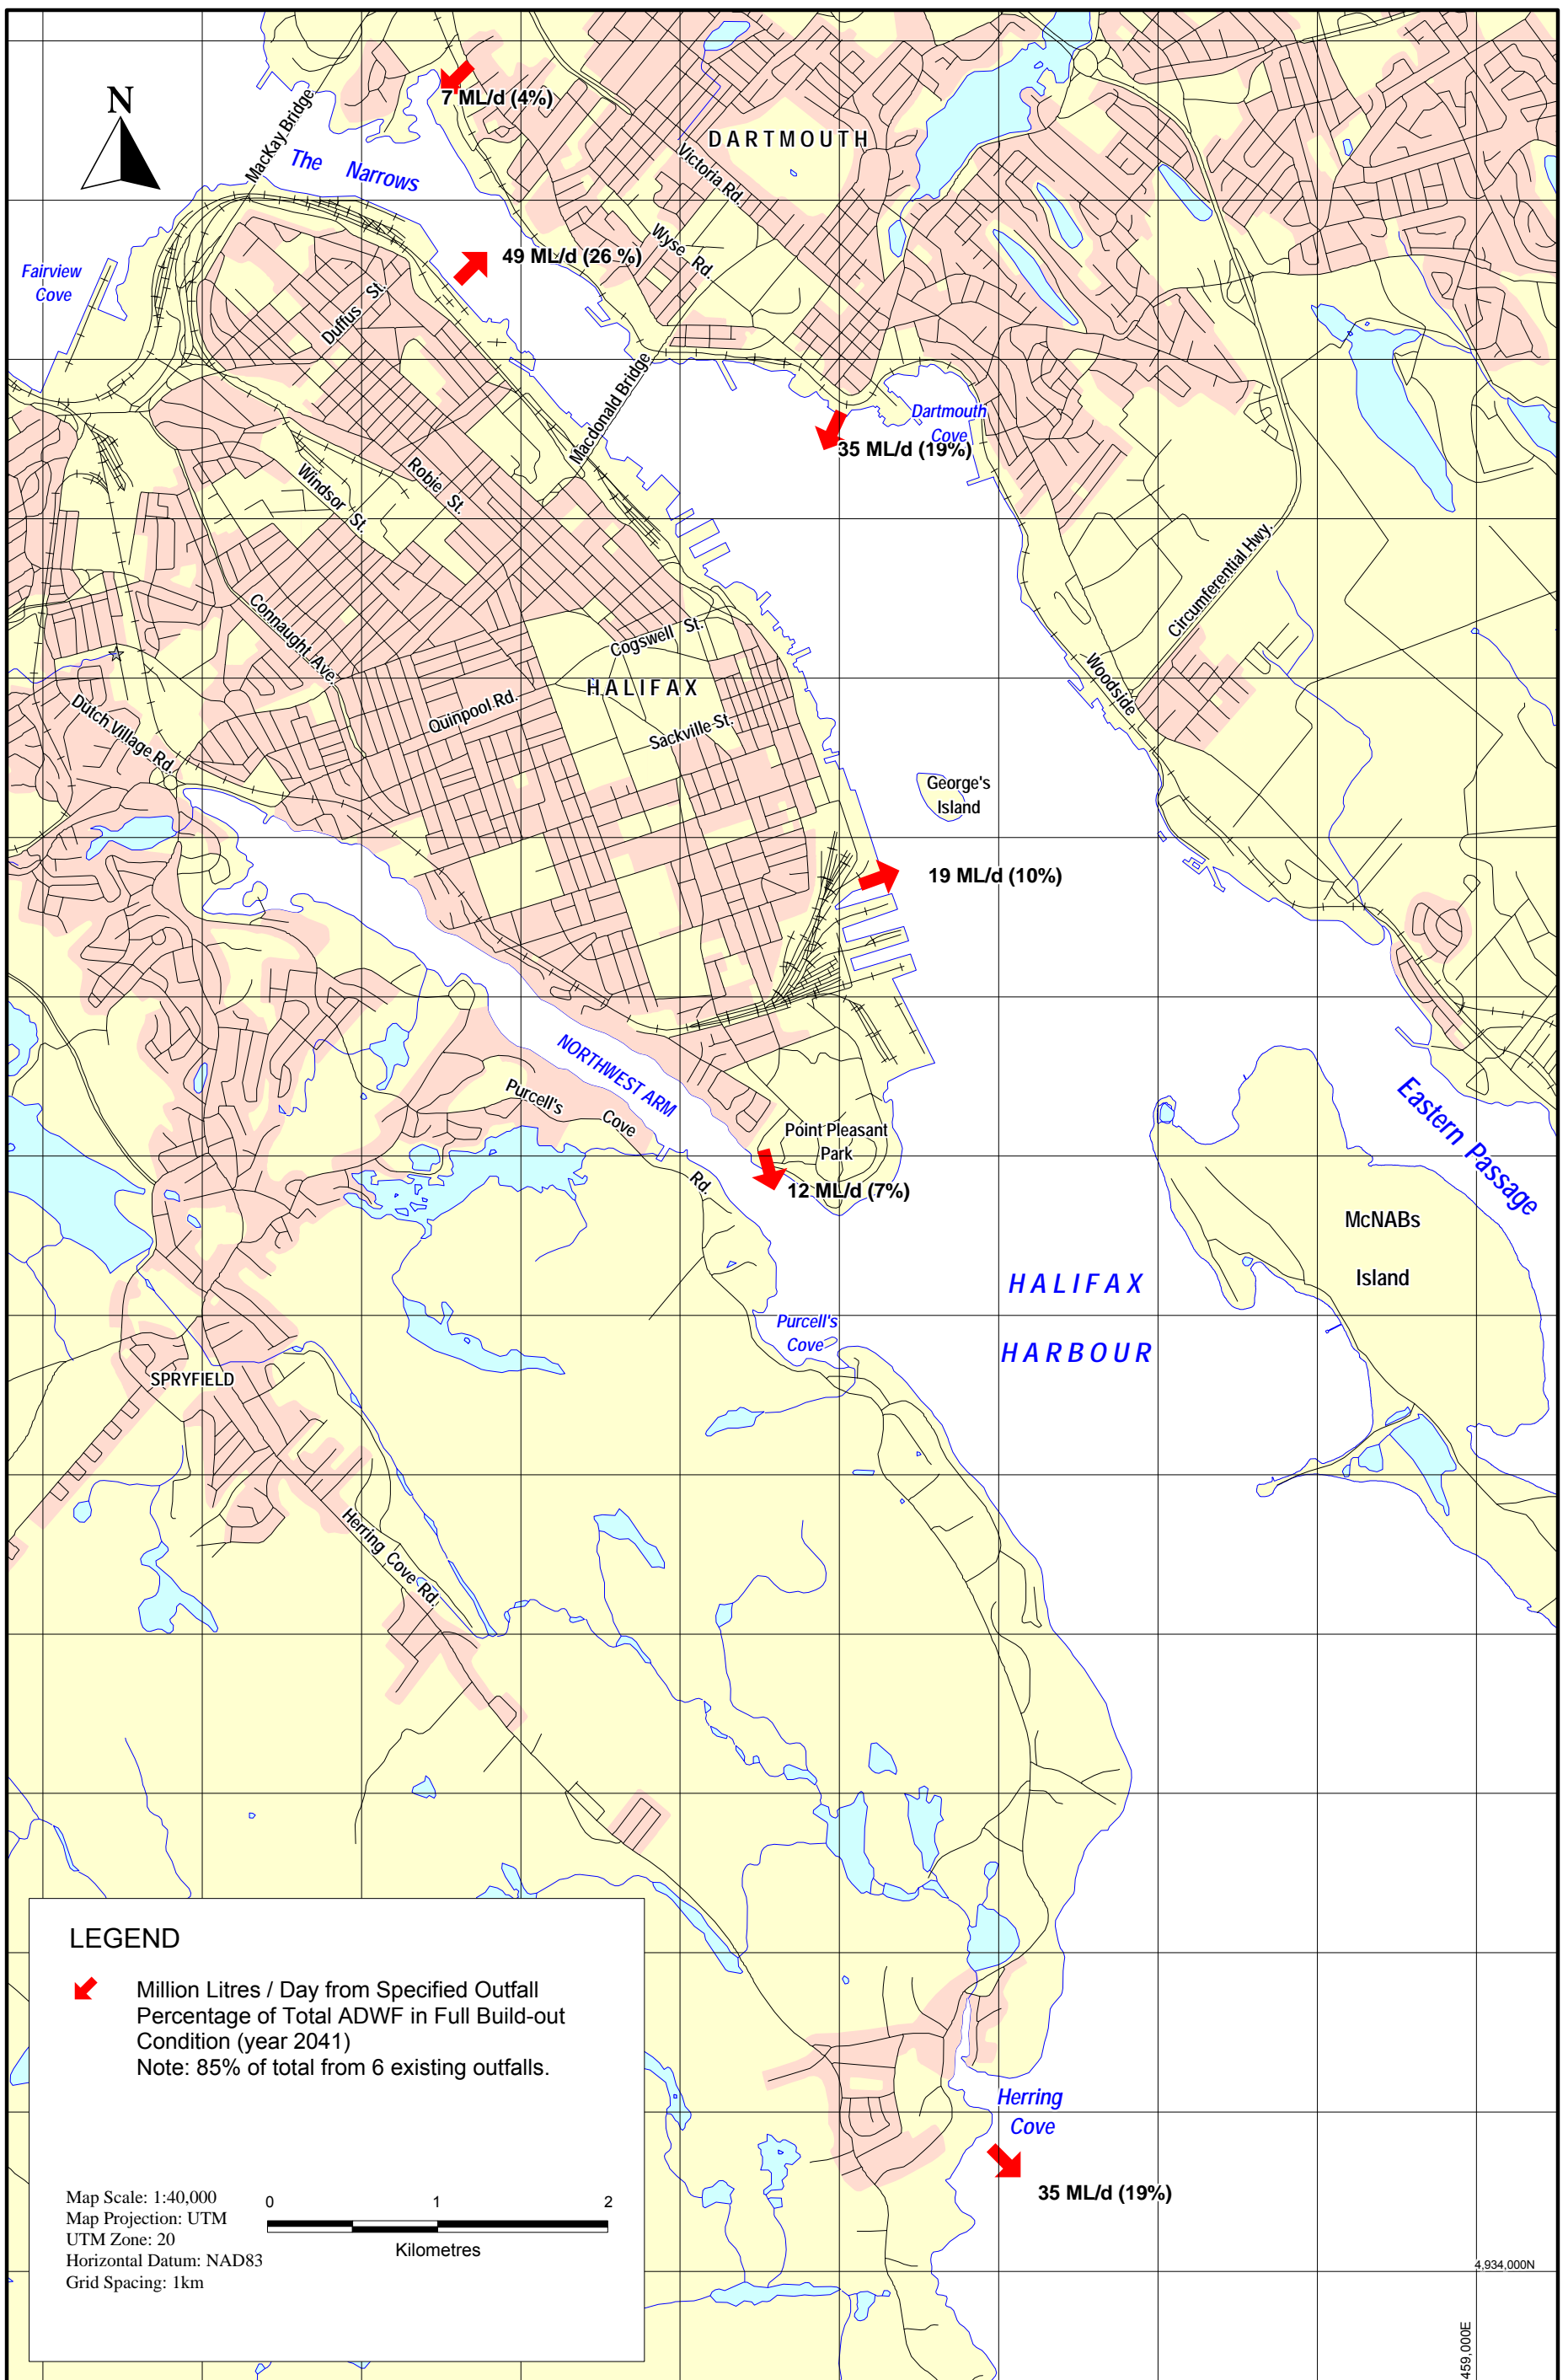 N
MacKay Bridge
7 ML/d (4%)
The Narrows
DARTMOUTH
Victoria Rd.
Wyse Rd.
49 ML/d (26 %)
Fairview
Cove
Duffus St.
Macdonald Bridge
Dartmouth
Cove
35 ML/d (19%)
Robie St.
Windsor St.
Circumferential Hwy.
Connaught Ave.
Cogswell St.
HALIFAX
Woodside
Quinpool Rd.
Sackville St.
Dutch Village Rd.
George's
Island
19 ML/d (10%)
NORTHWEST ARM
Purcell's Cove Rd.
Point Pleasant
Park
12 ML/d (7%)
Eastern Passage
McNABs
Island
HALIFAX
HARBOUR
Purcell's
Cove
SPRYFIELD
Herring Cove Rd.
LEGEND
Million Litres / Day from Specified Outfall
Percentage of Total ADWF in Full Build-out
Condition (year 2041)
Note: 85% of total from 6 existing outfalls.
Herring
Cove
35 ML/d (19%)
Map Scale: 1:40,000
Map Projection: UTM
UTM Zone: 20
Horizontal Datum: NAD83
Grid Spacing: 1km
0 1 2
Kilometres
4,934,000N
459,000E